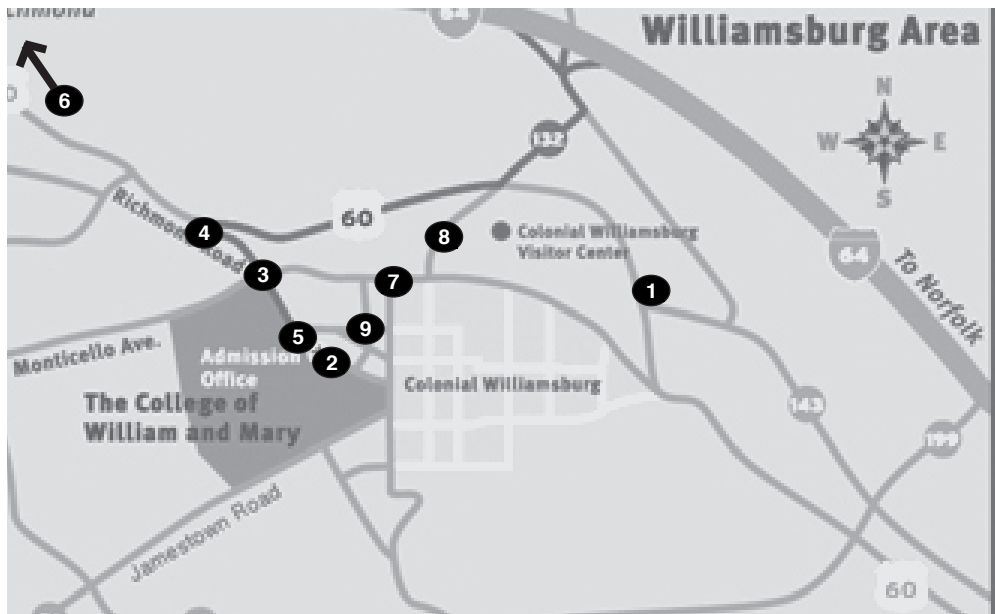 Williamsburg Area
N
W E
S
6
132
Richmond Road
4
60
8
Colonial Williamsburg
Visitor Center
64
To Norfolk
3
7
1
5
9
Monticello Ave.
Admission
Office
2
Colonial Williamsburg
The College of
William and Mary
143
199
Jamestown Road
60